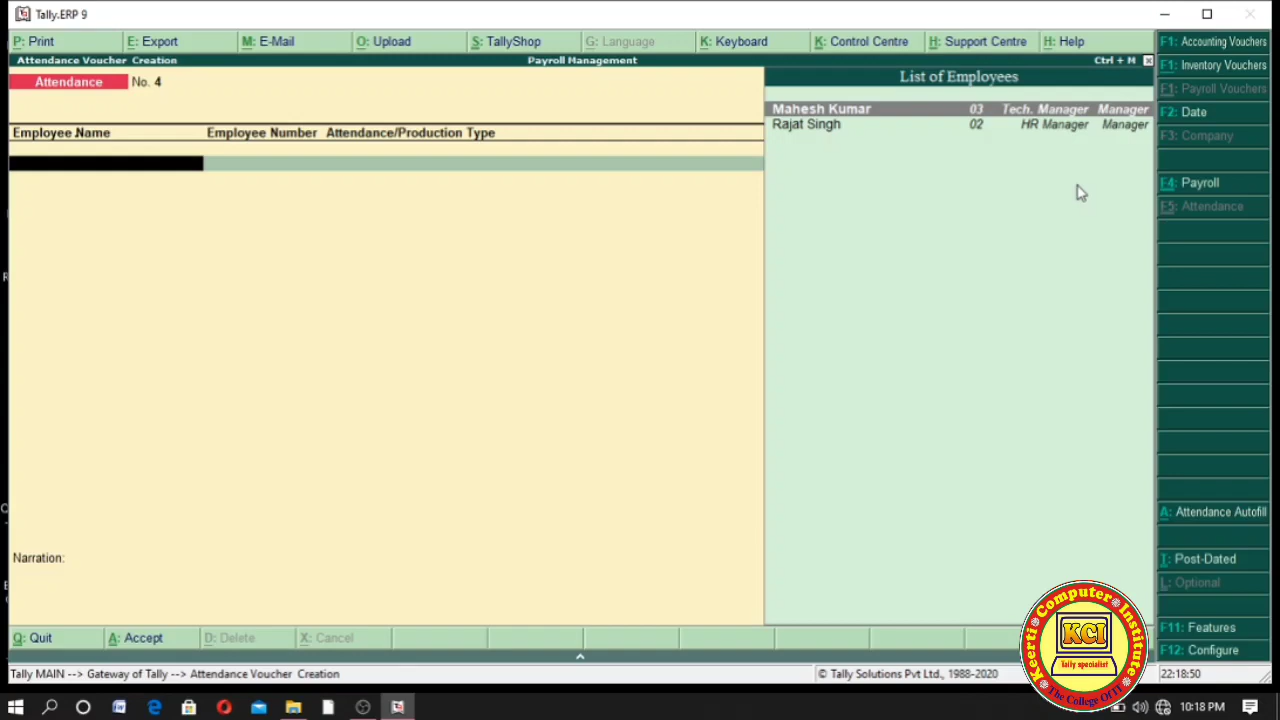 Tally.ERP 9
P: Print
E: Export
M: E-Mail
O: Upload
S: TallyShop
G: Language
K: Keyboard
K: Control Centre
H: Support Centre
H: Help
F1: Accounting Vouchers
Attendance Voucher Creation
Payroll Management
Ctrl + M
F1: Inventory Vouchers
Attendance
No. 4
List of Employees
F1: Payroll Vouchers
Mahesh Kumar 03 Tech. Manager Manager
F2: Date
Employee Name
Employee Number
Attendance/Production Type
Rajat Singh 02 HR Manager Manager
F3: Company
F4: Payroll
F5: Attendance
A: Attendance Autofill
Narration:
T: Post-Dated
L: Optional
F11: Features
Q: Quit
A: Accept
D: Delete
X: Cancel
F12: Configure
Keerti Computer Institute
KCI
Tally specialist
The College Of IT
Tally MAIN --> Gateway of Tally --> Attendance Voucher Creation
© Tally Solutions Pvt Ltd., 1988-2020
22:18:50
10:18 PM